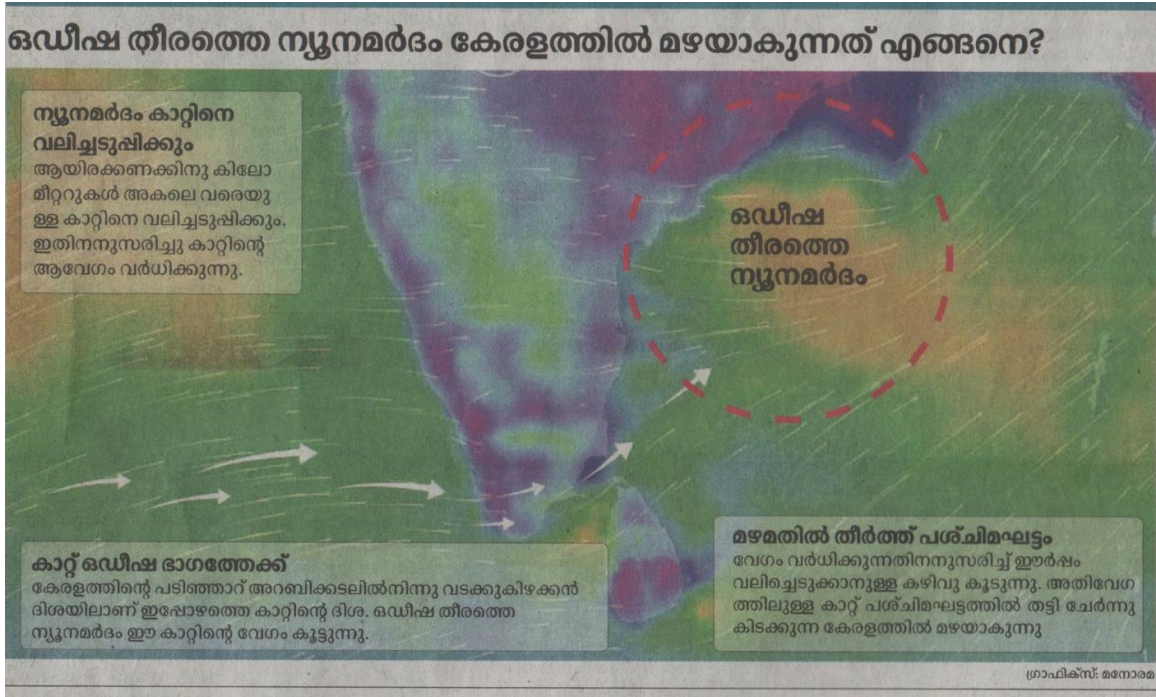 ഒഡീഷ തീരത്തെ ന്യൂനമർദം കേരളത്തിൽ മഴയാകുന്നത് എങ്ങനെ?
ന്യൂനമർദം കാറ്റിനെ
വലിച്ചടുപ്പിക്കും
ആയിരക്കണക്കിനു കിലോ
മീറ്ററുകൾ അകലെ വരെയു
ള്ള കാറ്റിനെ വലിച്ചടുപ്പിക്കും.
ഇതിനനുസരിച്ചു കാറ്റിന്റെ
ആവേഗം വർധിക്കുന്നു.
ഒഡീഷ
തീരത്തെ
ന്യൂനമർദം
കാറ്റ് ഒഡീഷ ഭാഗത്തേക്ക്
കേരളത്തിന്റെ പടിഞ്ഞാറ് അറബിക്കടലിൽനിന്നു വടക്കുകിഴക്കൻ
ദിശയിലാണ് ഇപ്പോഴത്തെ കാറ്റിന്റെ ദിശ. ഒഡീഷ തീരത്തെ
ന്യൂനമർദം ഈ കാറ്റിന്റെ വേഗം കൂട്ടുന്നു.
മഴമതിൽ തീർത്ത് പശ്ചിമഘട്ടം
വേഗം വർധിക്കുന്നതിനനുസരിച്ച് ഈർപ്പം
വലിച്ചെടുക്കാനുള്ള കഴിവു കൂടുന്നു. അതിവേഗ
ത്തിലുള്ള കാറ്റ് പശ്ചിമഘട്ടത്തിൽ തട്ടി ചേർന്നു
കിടക്കുന്ന കേരളത്തിൽ മഴയാകുന്നു
ഗ്രാഫിക്സ്: മനോരമ